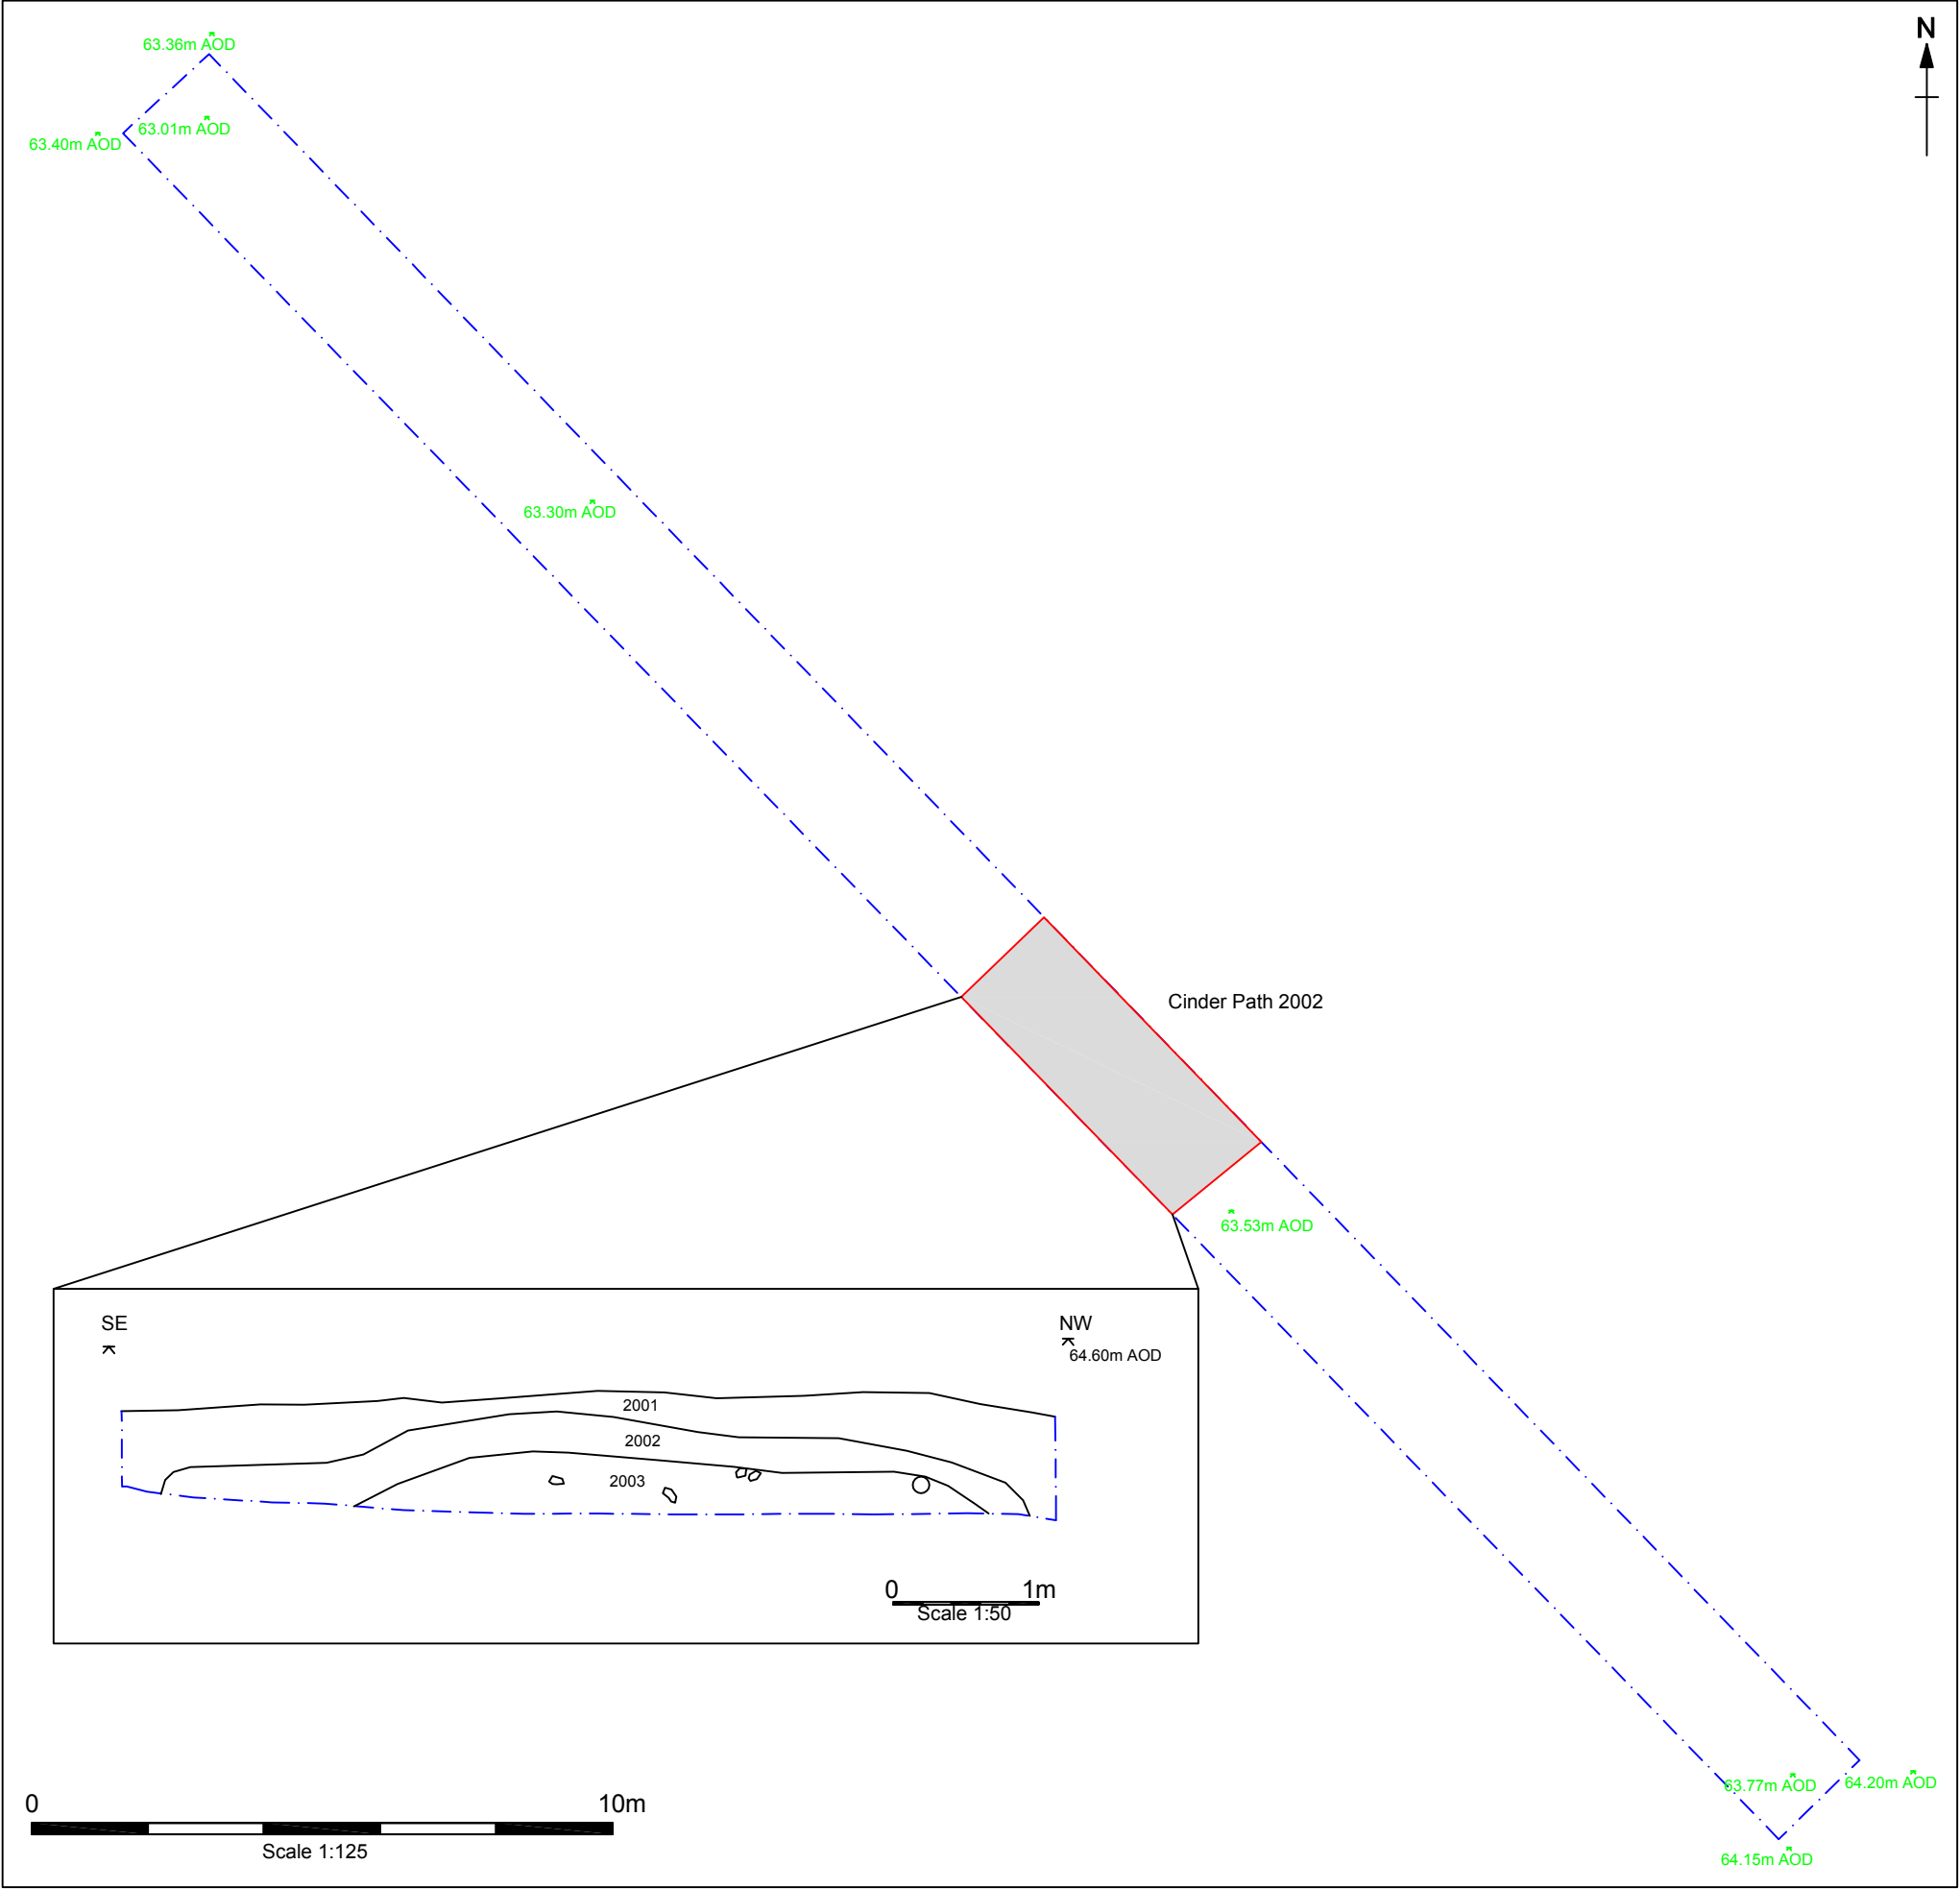 N
63.36m AOD
63.01m AOD
63.40m AOD
63.30m AOD
Cinder Path 2002
63.53m AOD
SE
NW
64.60m AOD
2001
2002
2003
0 1m
Scale 1:50
63.77m AOD
64.20m AOD
0 10m
Scale 1:125
64.15m AOD